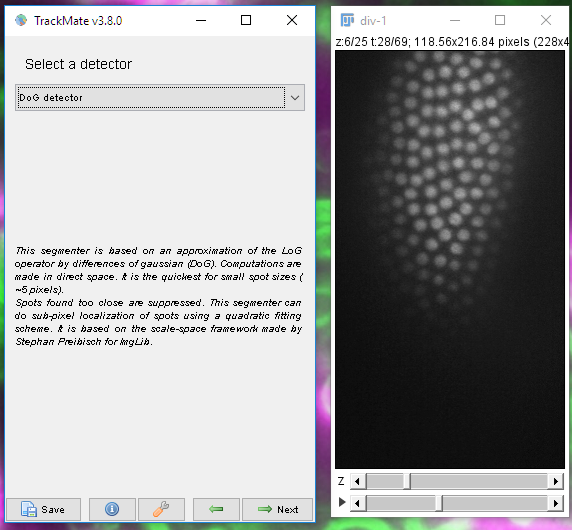 TrackMate v3.8.0
Select a detector
DoG detector
This segmenter is based on an approximation of the LoG
operator by differences of gaussian (DoG). Computations are
made in direct space. It is the quickest for small spot sizes (
~5 pixels).
Spots found too close are suppressed. This segmenter can
do sub-pixel localization of spots using a quadratic fitting
scheme. It is based on the scale-space framework made by
Stephan Preibisch for ImgLib.
Save
Next
div-1
z:6/25 t:28/69; 118.56x216.84 pixels (228x4
Z